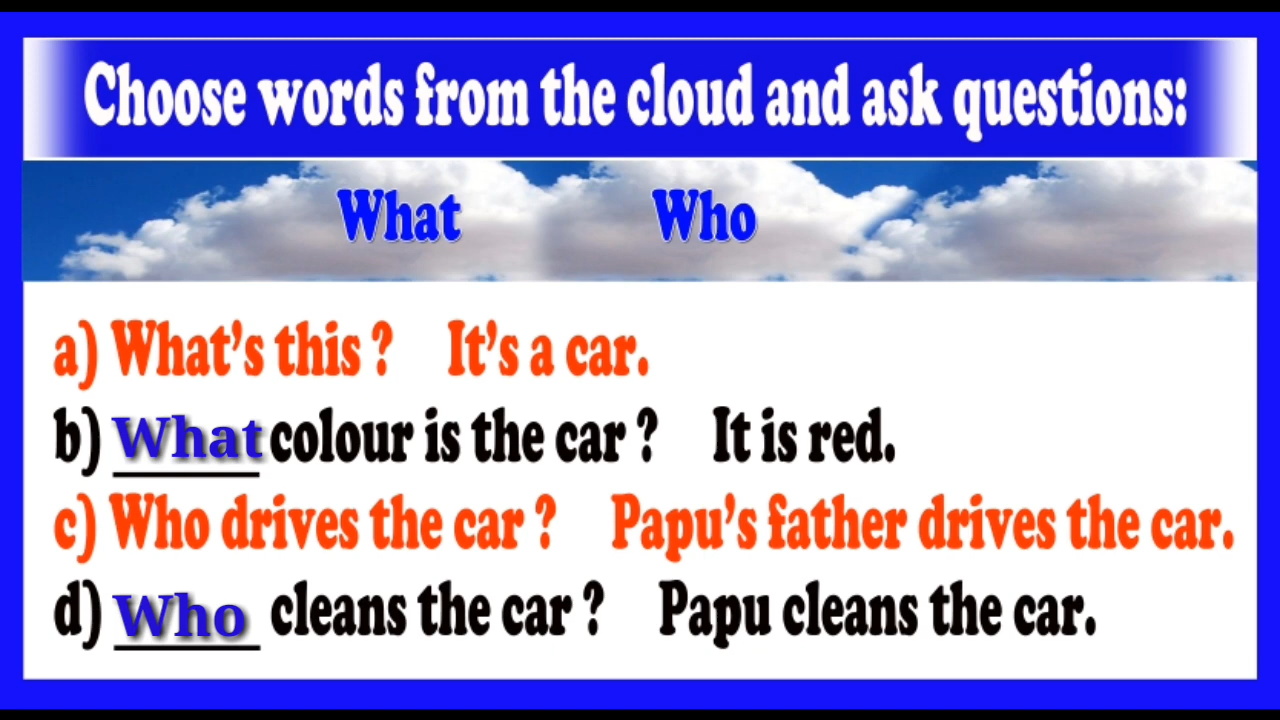 Choose words from the cloud and ask questions:
What Who
a) What's this ? It's a car.
b) What colour is the car ? It is red.
c) Who drives the car ? Papu's father drives the car.
d) Who cleans the car ? Papu cleans the car.